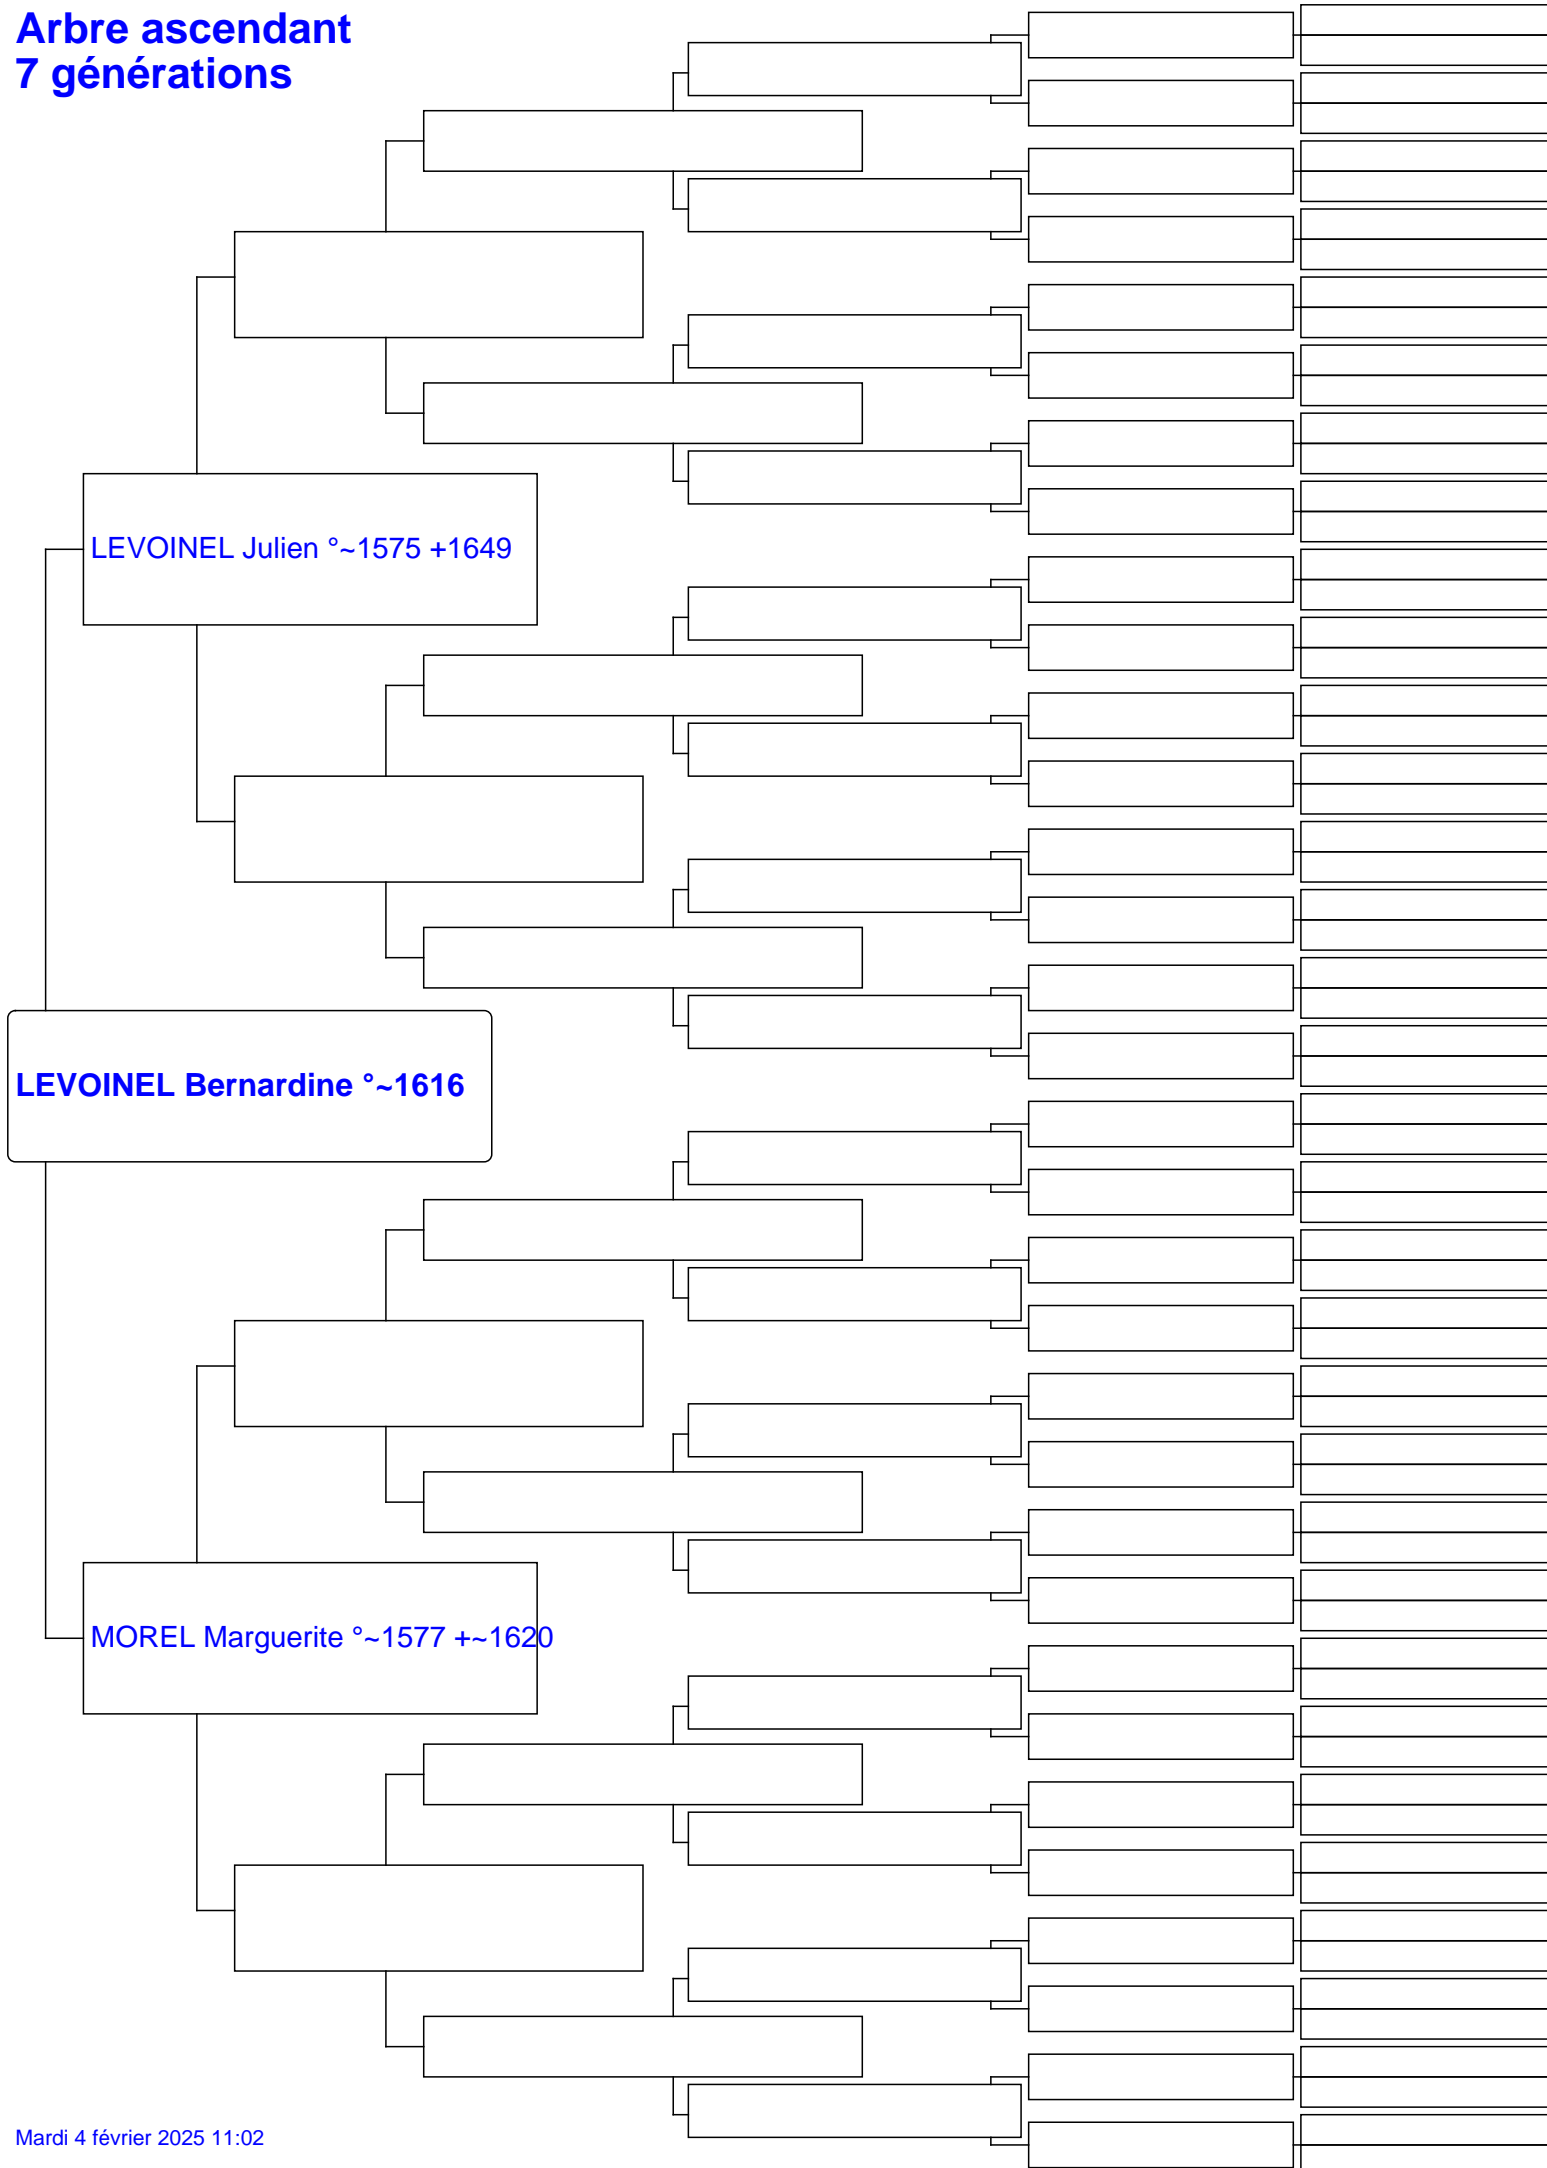 Arbre ascendant
7 générations
LEVOINEL Julien °~1575 +1649
LEVOINEL Bernardine °~1616
MOREL Marguerite °~1577 +~1620
Mardi 4 février 2025 11:02